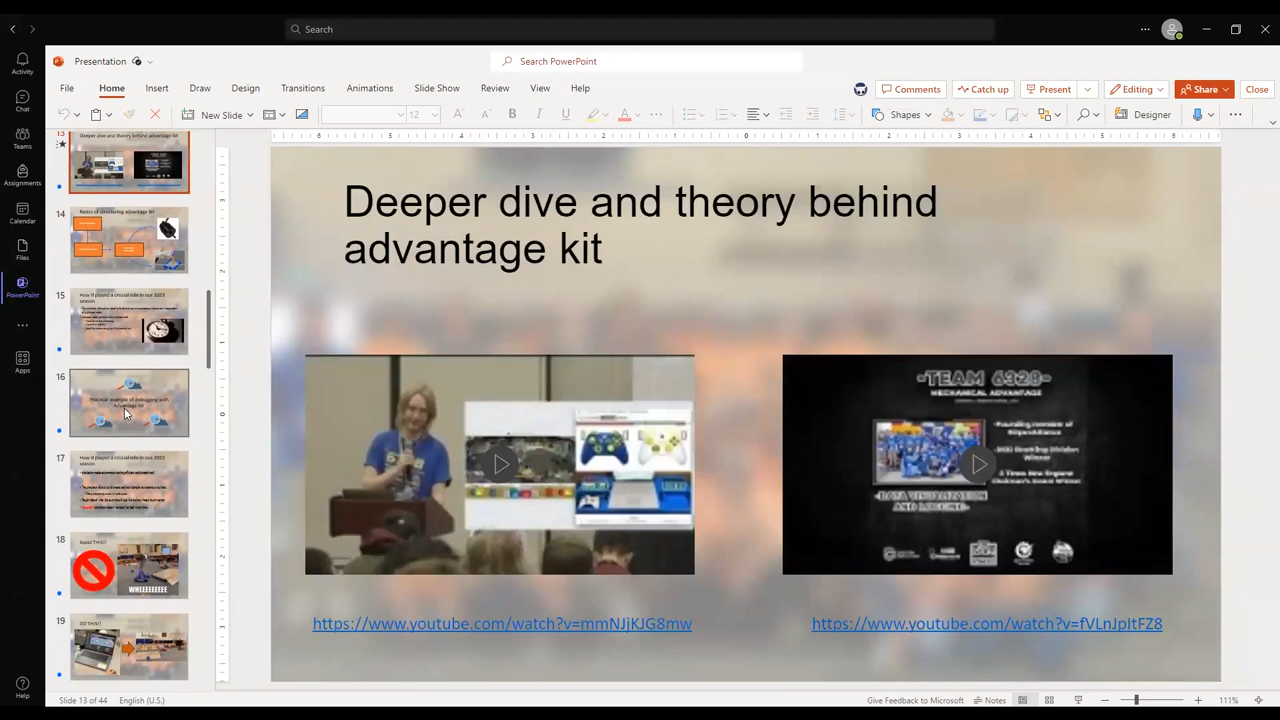 Search
Presentation
Search PowerPoint
File Home Insert Draw Design Transitions Animations Slide Show Review View Help
Comments Catch up Present Editing Share Close
New Slide 12 Shapes Designer
Activity
Chat
Teams
Assignments
Calendar
Files
PowerPoint
Apps
Help
13
Deeper dive and theory behind advantage kit
14
Basics of structuring advantage kit
15
How it played a crucial role in our 2023
season
16
Practical example of debugging with
Advantage Kit
17
How it played a crucial role in our 2023
season
18
Avoid THIS!!
WHEEEEEEEE
19
DO THIS!!
Deeper dive and theory behind
advantage kit
-TEAM 6328-
MECHANICAL ADVANTAGE
https://www.youtube.com/watch?v=mmNJjKJG8mw
https://www.youtube.com/watch?v=fVLnJpItFZ8
Slide 13 of 44 English (U.S.)
Give Feedback to Microsoft Notes 111%